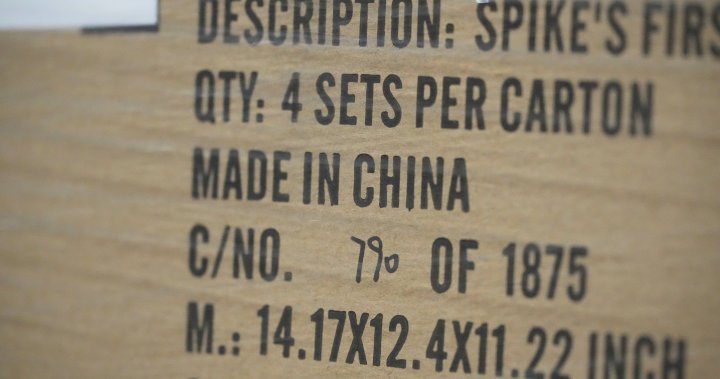 DESCRIPTION: SPIKE'S FIRS
QTY: 4 SETS PER CARTON
MADE IN CHINA
C/NO. 790 OF 1875
M.: 14.17X12.4X11.22 INCH